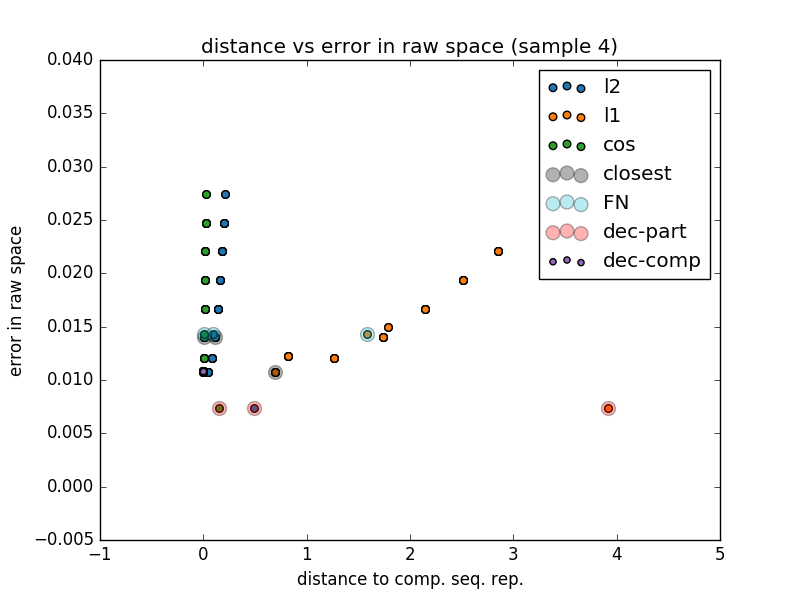 distance vs error in raw space (sample 4)
0.040
0.035
0.030
0.025
0.020
0.015
0.010
0.005
0.000
−0.005
error in raw space
l2
l1
cos
closest
FN
dec-part
dec-comp
−1 0 1 2 3 4 5
distance to comp. seq. rep.